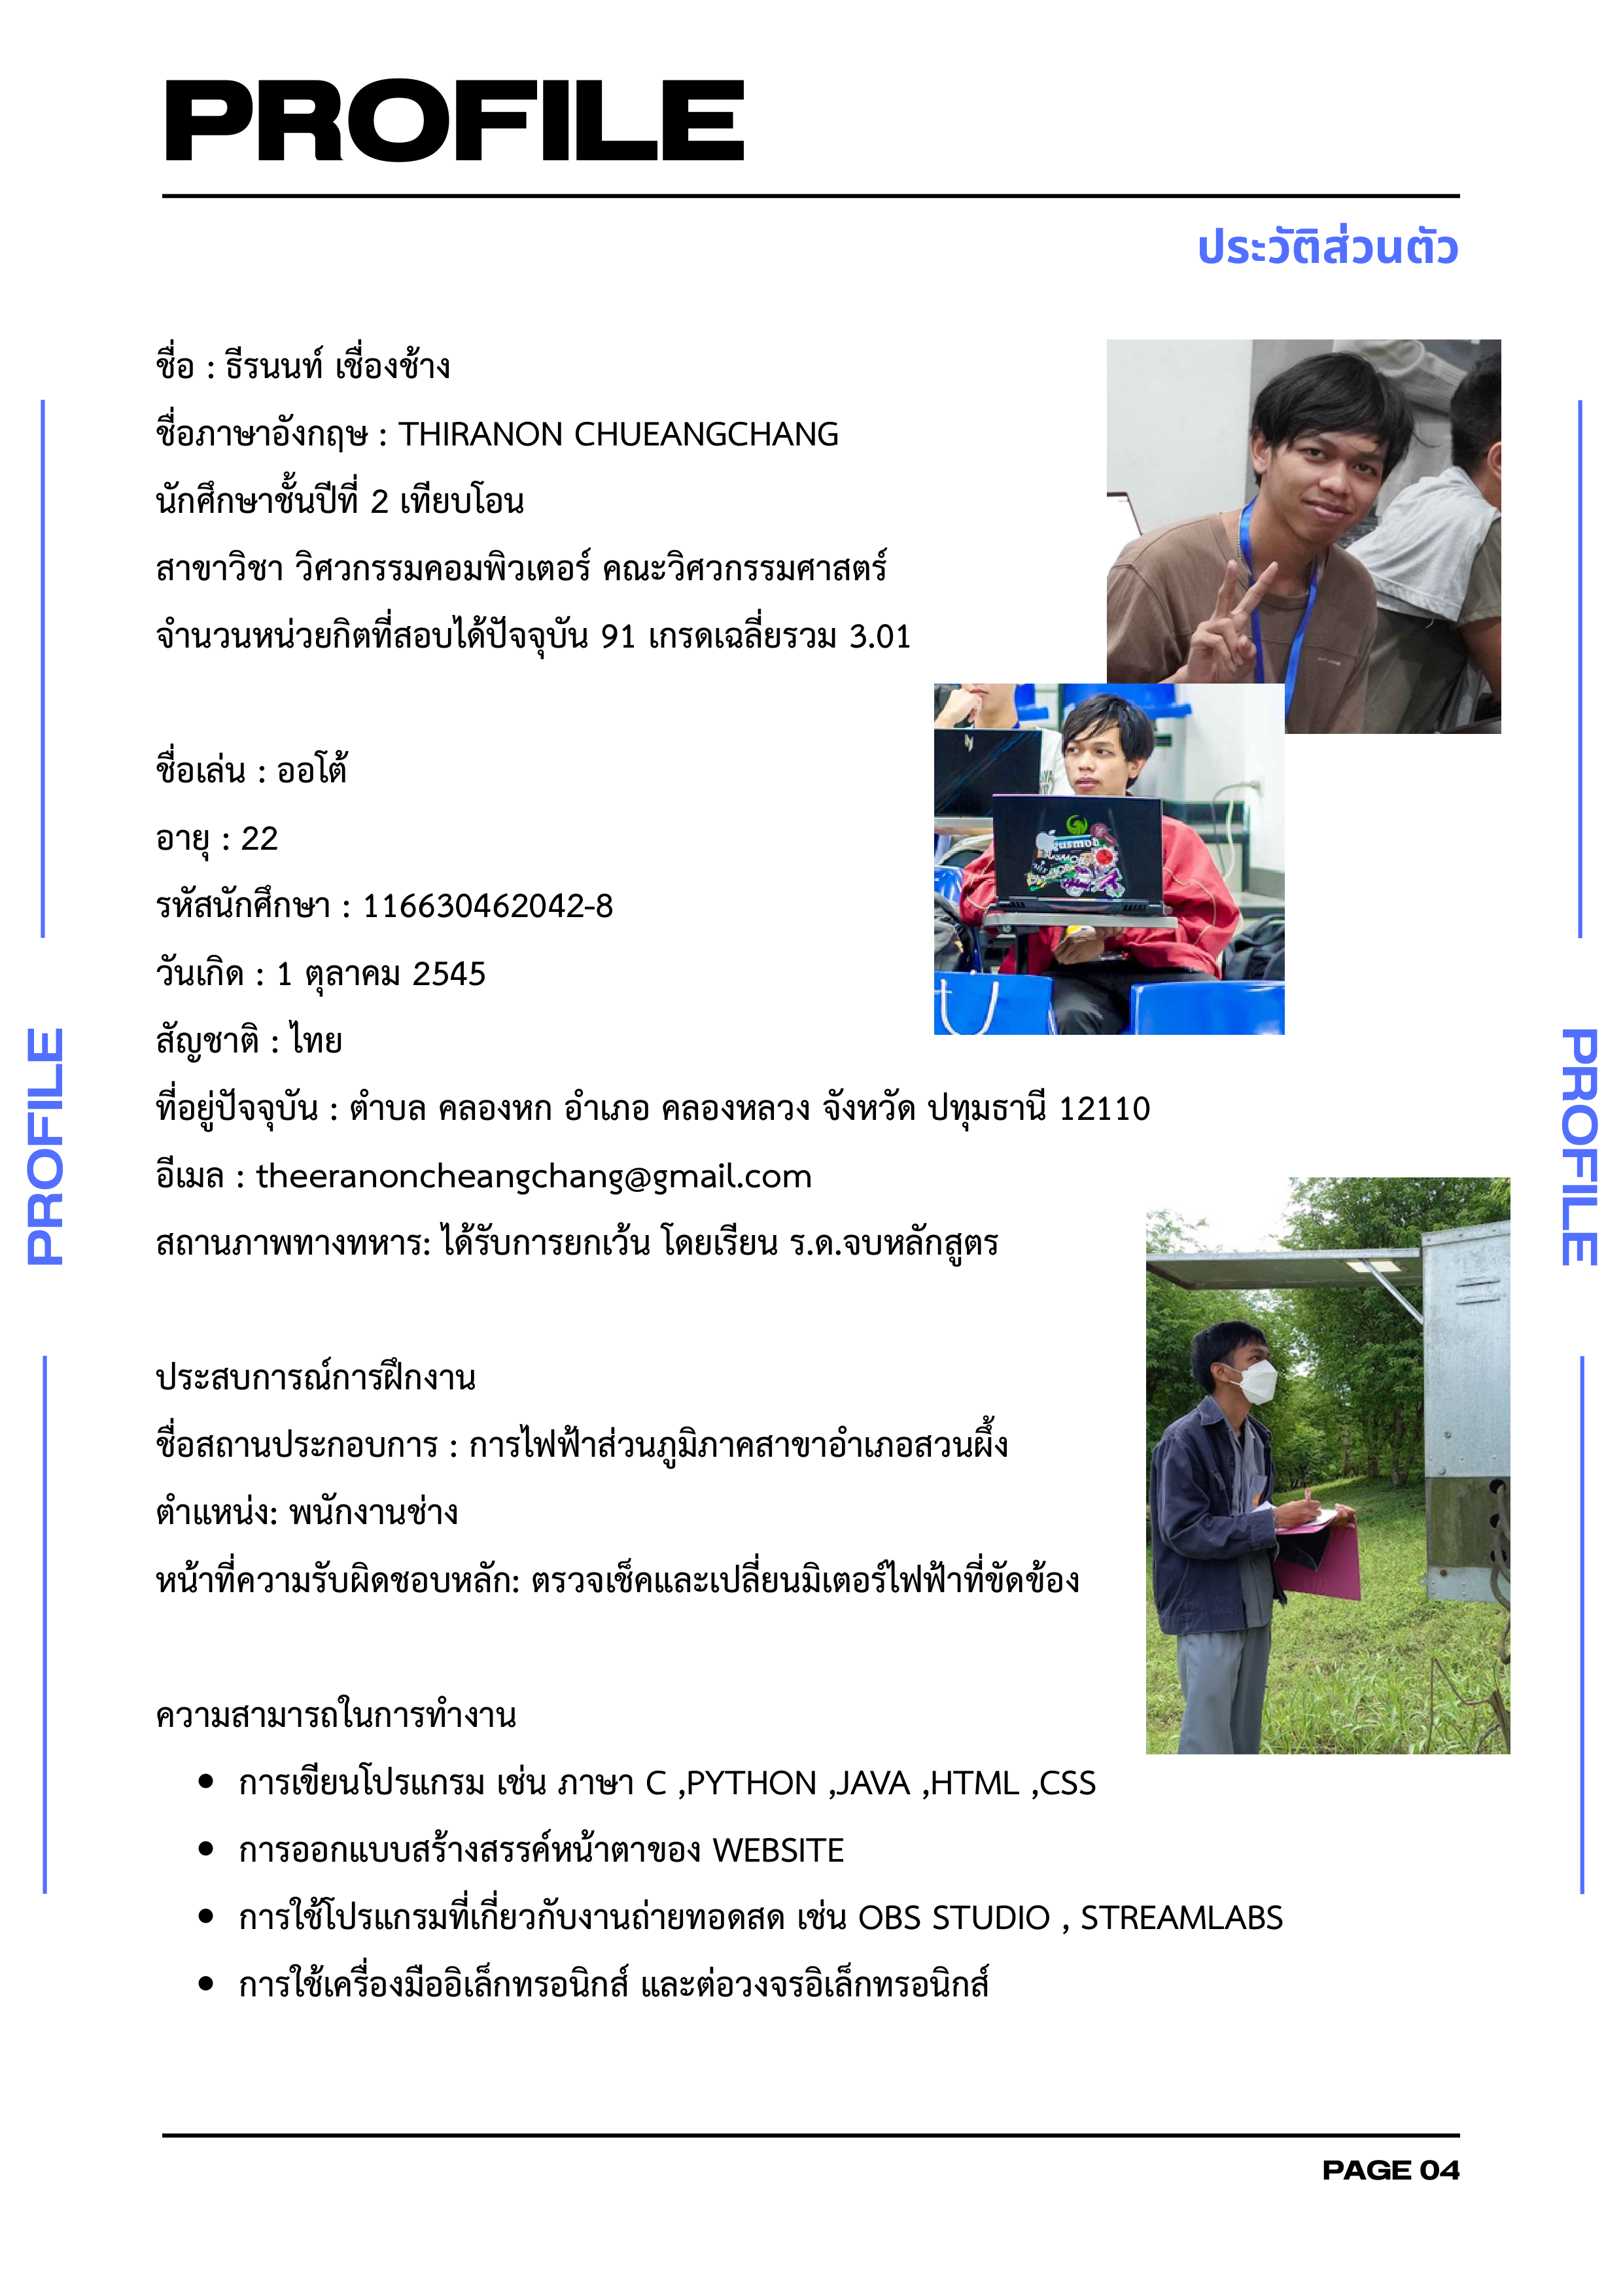 PROFILE
ประวัติส่วนตัว
ชื่อ : ธีรนนท์ เชื่องช้าง
ชื่อภาษาอังกฤษ : THIRANON CHUEANGCHANG
นักศึกษาชั้นปีที่ 2 เทียบโอน
สาขาวิชา วิศวกรรมคอมพิวเตอร์ คณะวิศวกรรมศาสตร์
จำนวนหน่วยกิตที่สอบได้ปัจจุบัน 91 เกรดเฉลี่ยรวม 3.01
ชื่อเล่น : ออโต้
อายุ : 22
รหัสนักศึกษา : 116630462042-8
วันเกิด : 1 ตุลาคม 2545
สัญชาติ : ไทย
ที่อยู่ปัจจุบัน : ตำบล คลองหก อำเภอ คลองหลวง จังหวัด ปทุมธานี 12110
อีเมล : theeranoncheangchang@gmail.com
สถานภาพทางทหาร: ได้รับการยกเว้น โดยเรียน ร.ด.จบหลักสูตร
ประสบการณ์การฝึกงาน
ชื่อสถานประกอบการ : การไฟฟ้าส่วนภูมิภาคสาขาอำเภอสวนผึ้ง
ตำแหน่ง: พนักงานช่าง
หน้าที่ความรับผิดชอบหลัก: ตรวจเช็คและเปลี่ยนมิเตอร์ไฟฟ้าที่ขัดข้อง
ความสามารถในการทำงาน
• การเขียนโปรแกรม เช่น ภาษา C ,PYTHON ,JAVA ,HTML ,CSS
• การออกแบบสร้างสรรค์หน้าตาของ WEBSITE
• การใช้โปรแกรมที่เกี่ยวกับงานถ่ายทอดสด เช่น OBS STUDIO , STREAMLABS
• การใช้เครื่องมืออิเล็กทรอนิกส์ และต่อวงจรอิเล็กทรอนิกส์
PROFILE
PROFILE
PAGE 04